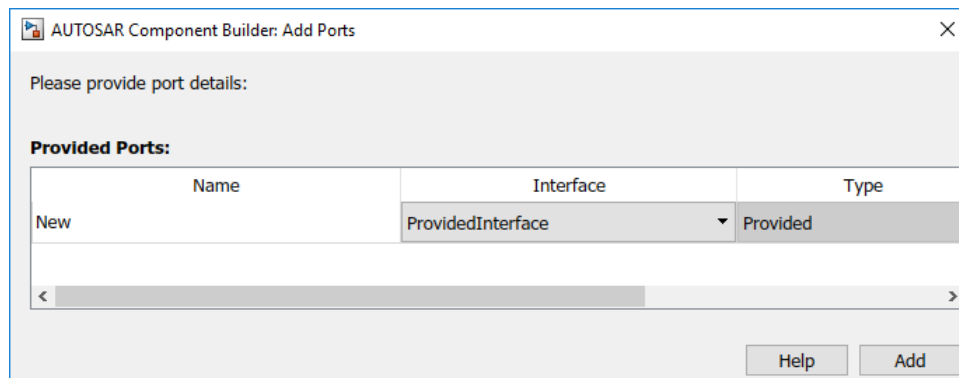 AUTOSAR Component Builder: Add Ports
Please provide port details:
Provided Ports:
Name Interface Type
New ProvidedInterface Provided
Help Add